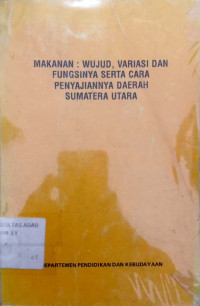 MAKANAN : WUJUD, VARIASI DAN
FUNGSINYA SERTA CARA
PENYAJIANNYA DAERAH
SUMATERA UTARA
DEPARTEMEN PENDIDIKAN DAN KEBUDAYAAN